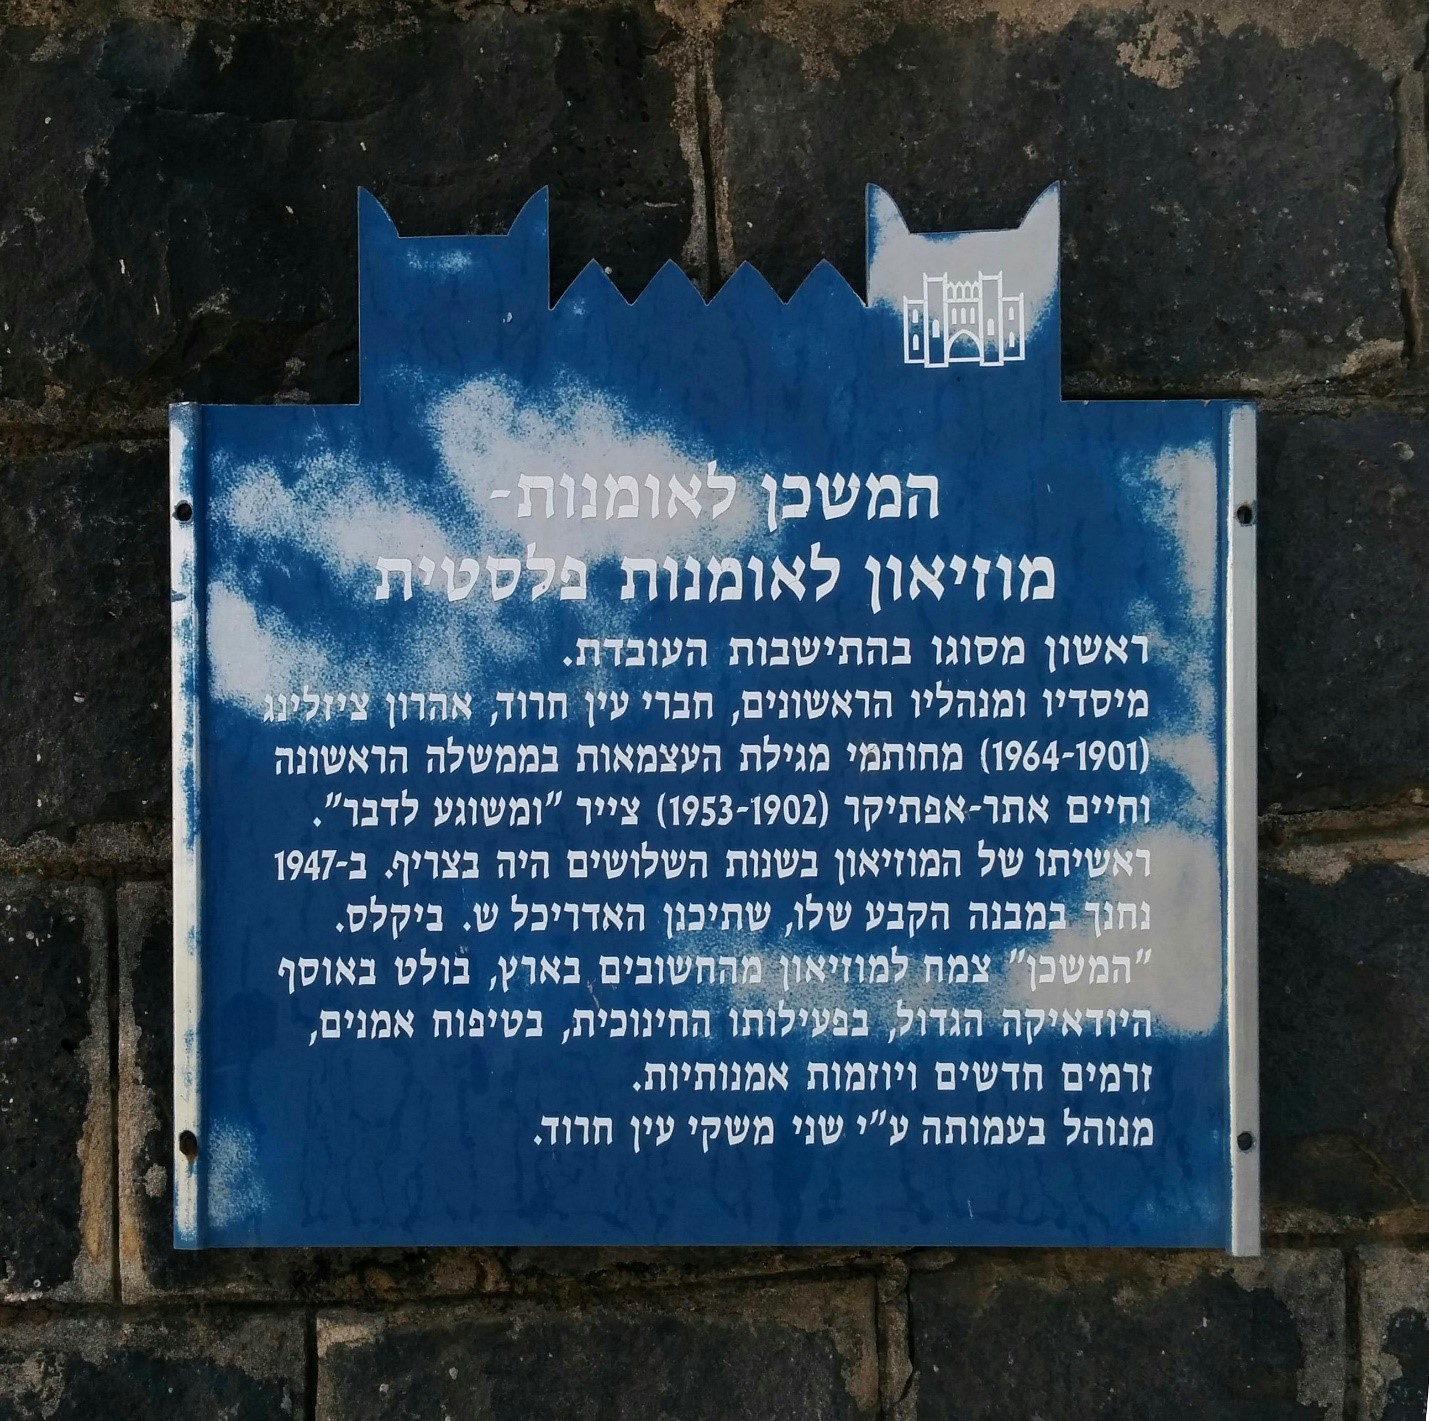 המשכן לאומנות-
מוזיאון לאומנות פלסטית
ראשון מסוגו בהתישבות העובדת.
מיסדיו ומנהליו הראשונים, חברי עין חרוד, אהרון ציזלינג
(1964-1901) מחותמי מגילת העצמאות בממשלה הראשונה
וחיים אתר-אפתיקר (1953-1902) צייר "ומשוגע לדבר".
ראשיתו של המוזיאון בשנות השלושים היה בצריף. ב-1947
נחנך במבנה הקבע שלו, שתיכנן האדריכל ש. ביקלס.
"המשכן" צמח למוזיאון מהחשובים בארץ, בולט באוסף
היודאיקה הגדול, בפעילותו החינוכית, בטיפוח אמנים,
זרמים חדשים ויוזמות אמנותיות.
מנוהל בעמותה ע"י שני משקי עין חרוד.